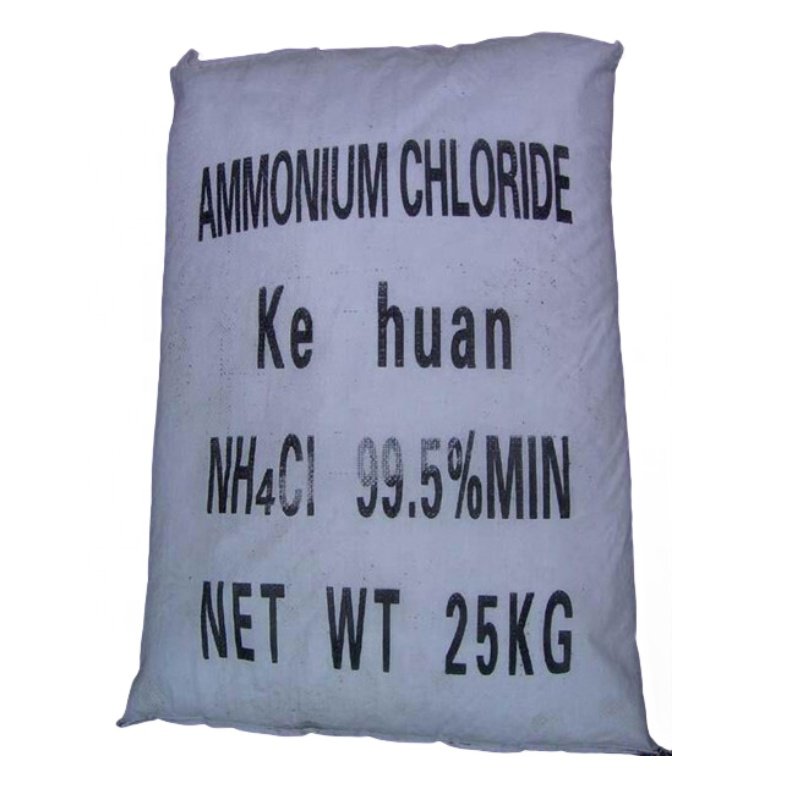 AMMONIUM CHLORIDE
Ke huan
NH₄Cl 99.5%MIN
NET WT 25KG